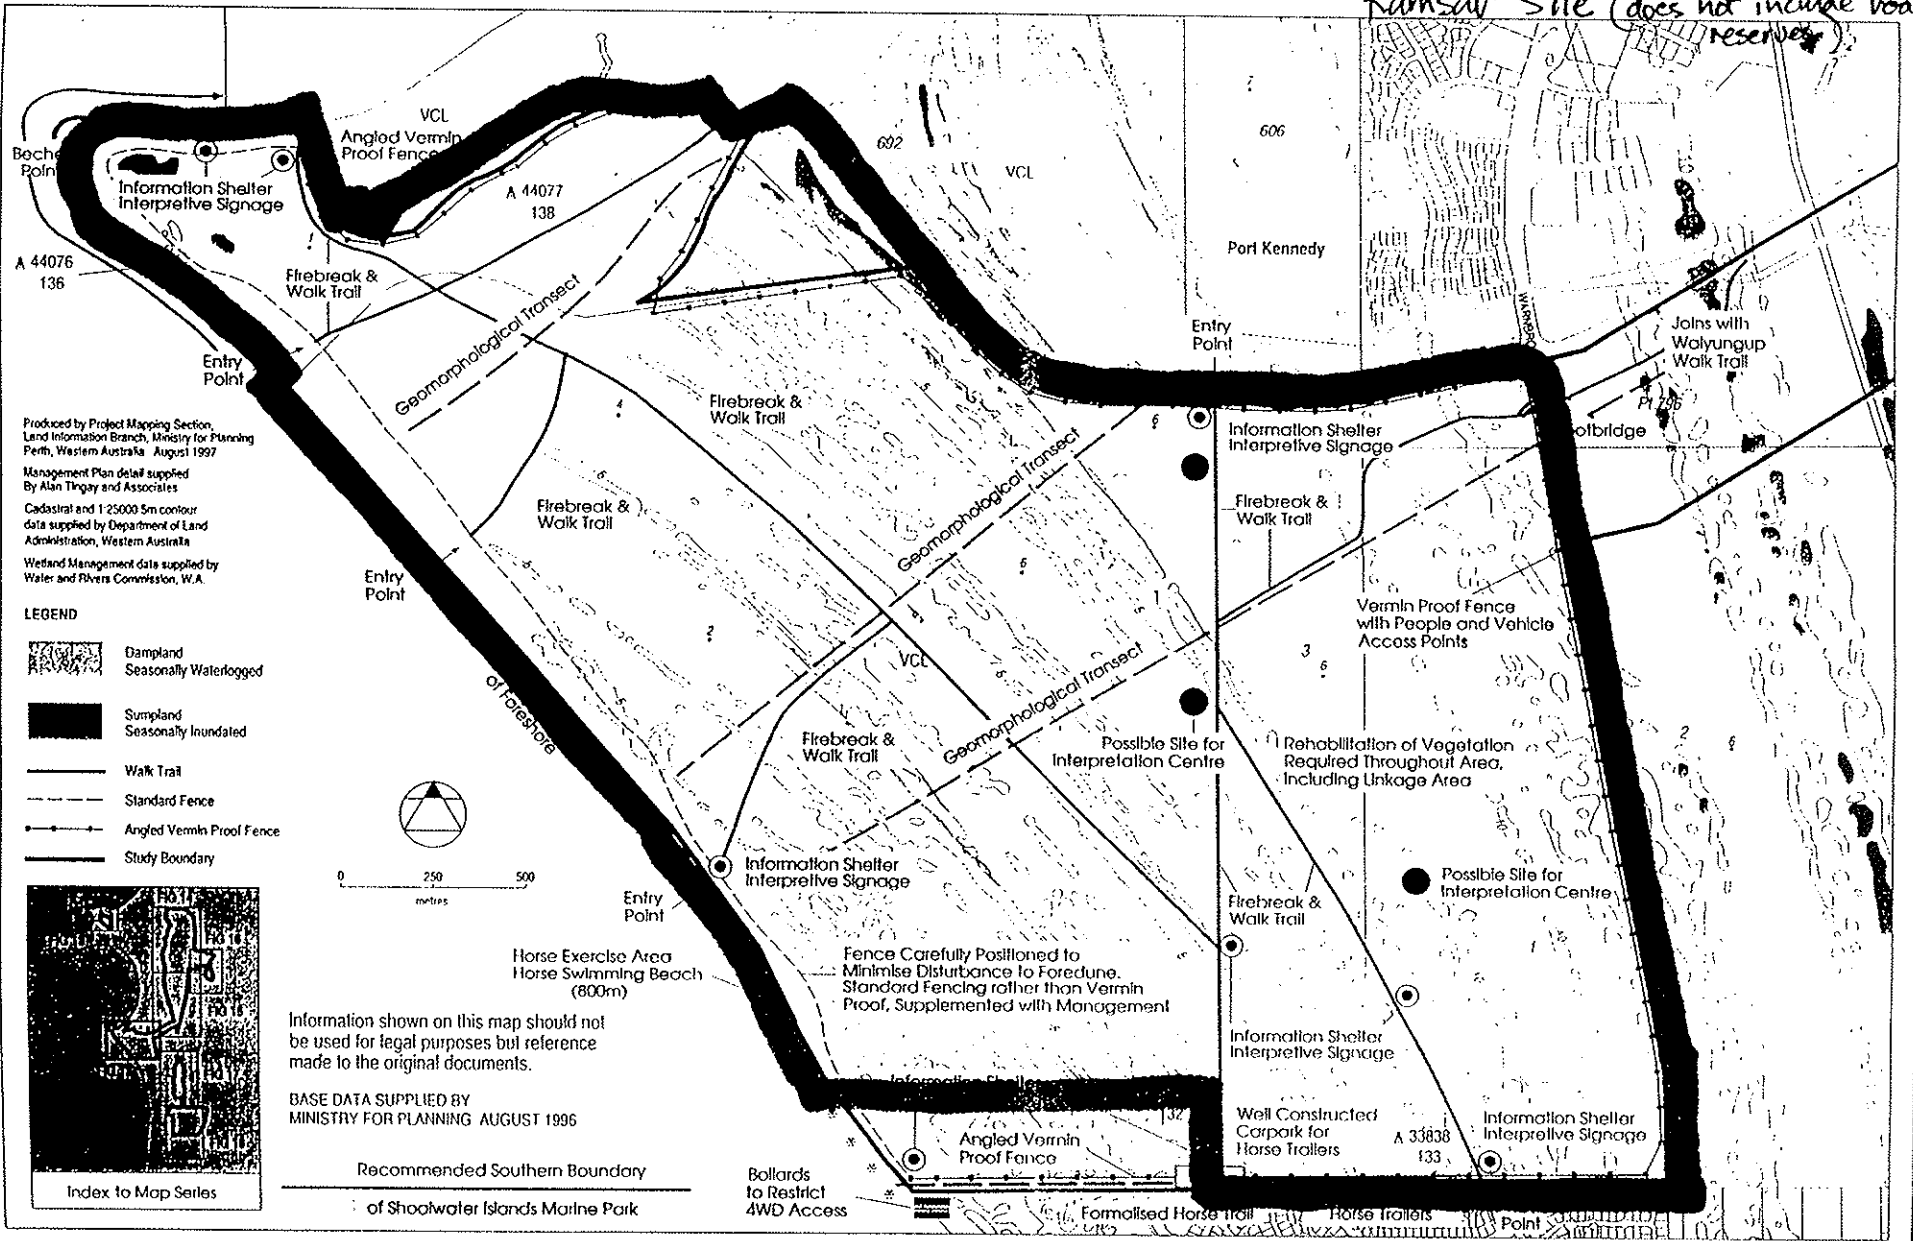 Ramsar Site (does not include
reserves)
VCL
Angled Vermin
Proof Fence
Point
Information Shelter
Interpretive Signage
A 44077
138
692
VCL
606
Port Kennedy
A 44076
136
Firebreak &
Walk Trail
Geomorphological Transect
Entry
Point
Entry
Point
Joins with
Walyungup
Walk Trail
Firebreak &
Walk Trail
Information Shelter
Interpretive Signage
Produced by Project Mapping Section,
Land Information Branch, Ministry for Planning
Perth, Western Australia August 1997
Management Plan detail supplied
By Alan Tingay and Associates
Cadastral and 1:25000 5m contour
data supplied by Department of Land
Administration, Western Australia
Wetland Management data supplied by
Water and Rivers Commission, W.A.
Firebreak &
Walk Trail
Geomorphological Transect
Firebreak &
Walk Trail
Entry
Point
Vermin Proof Fence
with People and Vehicle
Access Points
LEGEND
Dampland
Seasonally Waterlogged
Sumpland
Seasonally Inundated
Walk Trail
Standard Fence
Angled Vermin Proof Fence
Study Boundary
of Foreshore
VCL
Geomorphological Transect
Firebreak &
Walk Trail
Possible Site for
Interpretation Centre
Rehabilitation of Vegetation
Required Throughout Area,
Including Linkage Area
0 250 500
metres
Information Shelter
Interpretive Signage
Entry
Point
Possible Site for
Interpretation Centre
Firebreak &
Walk Trail
Horse Exercise Area
Horse Swimming Beach
(800m)
Fence Carefully Positioned to
Minimise Disturbance to Foredune.
Standard Fencing rather than Vermin
Proof, Supplemented with Management
Information shown on this map should not
be used for legal purposes but reference
made to the original documents.
Information Shelter
Interpretive Signage
BASE DATA SUPPLIED BY
MINISTRY FOR PLANNING AUGUST 1996
Information Shelter
32
Angled Vermin
Proof Fence
Well Constructed
Carpark for
Horse Trailers
A 33838
133
Information Shelter
Interpretive Signage
Recommended Southern Boundary
of Shoalwater Islands Marine Park
Bollards
to Restrict
4WD Access
Formalised Horse Trail
Horse Trailers
Point
Index to Map Series